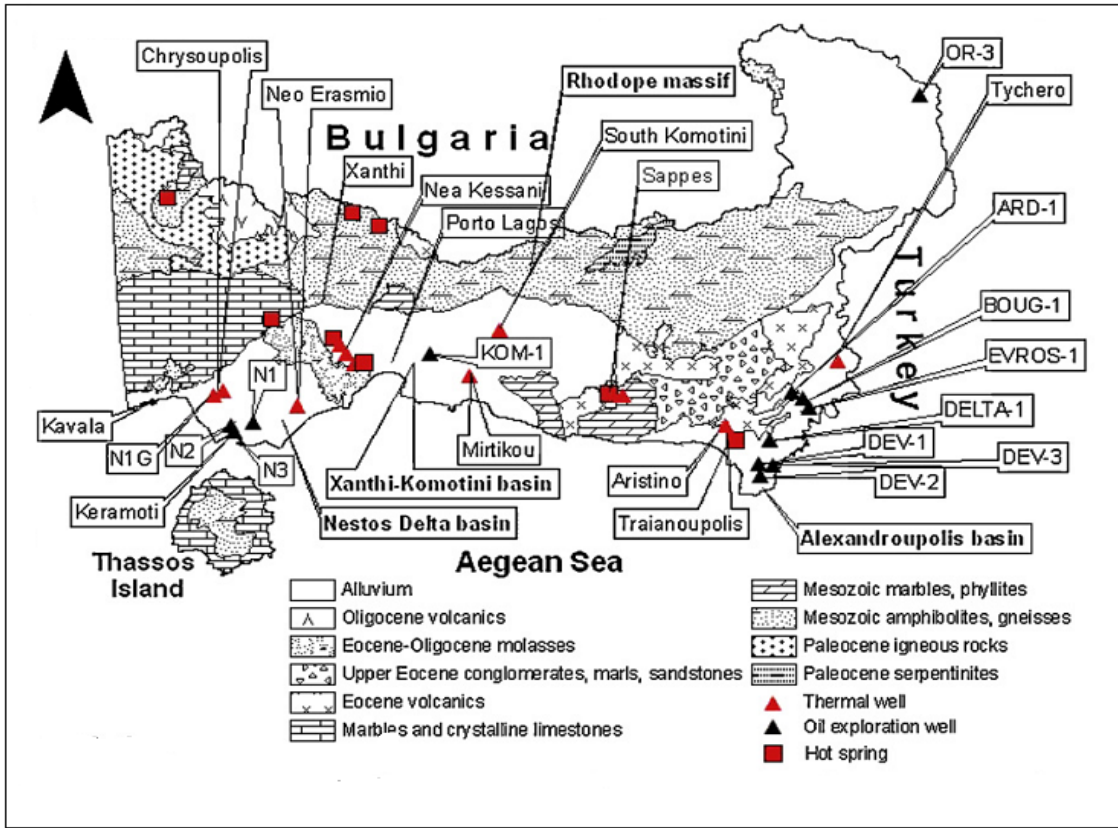 OR-3
Chrysoupolis
Tychero
Neo Erasmio
Rhodope massif
Bulgaria
South Komotini
Xanthi
Sappes
Nea Kessani
ARD-1
Porto Lagos
Turkey
BOUG-1
KOM-1
EVROS-1
N1
Kavala
DELTA-1
N1G
N2
DEV-1
N3
Mirtikou
DEV-3
Aristino
DEV-2
Xanthi-Komotini basin
Keramoti
Nestos Delta basin
Traianoupolis
Alexandroupolis basin
Thassos
Island
Aegean Sea
Alluvium
Oligocene volcanics
Eocene-Oligocene molasses
Upper Eocene conglomerates, marls, sandstones
Eocene volcanics
Marbles and crystalline limestones
Mesozoic marbles, phyllites
Mesozoic amphibolites, gneisses
Paleocene igneous rocks
Paleocene serpentinites
Thermal well
Oil exploration well
Hot spring